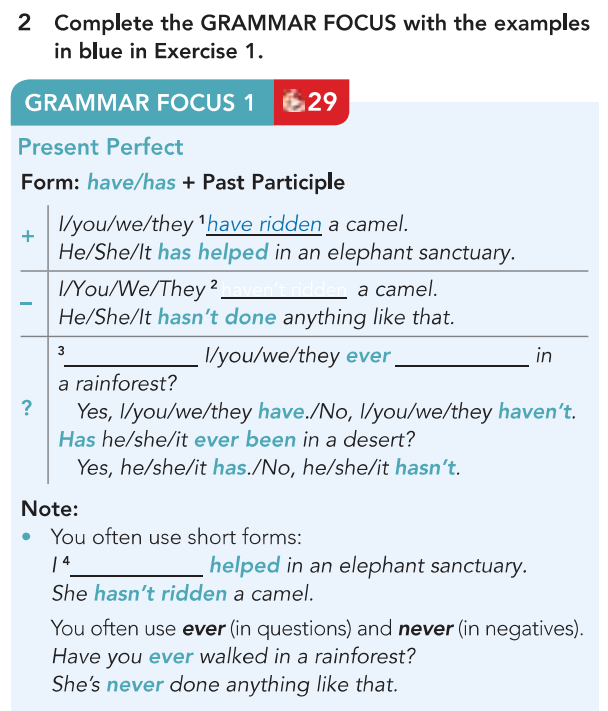 2 Complete the GRAMMAR FOCUS with the examples
in blue in Exercise 1.
GRAMMAR FOCUS 1 29
Present Perfect
Form: have/has + Past Participle
+ I/you/we/they ¹have ridden a camel.
He/She/It has helped in an elephant sanctuary.
– I/You/We/They ² haven't ridden a camel.
He/She/It hasn't done anything like that.
³__________ I/you/we/they ever __________ in
a rainforest?
? Yes, I/you/we/they have./No, I/you/we/they haven't.
Has he/she/it ever been in a desert?
Yes, he/she/it has./No, he/she/it hasn't.
Note:
• You often use short forms:
I ⁴__________ helped in an elephant sanctuary.
She hasn't ridden a camel.
You often use ever (in questions) and never (in negatives).
Have you ever walked in a rainforest?
She's never done anything like that.